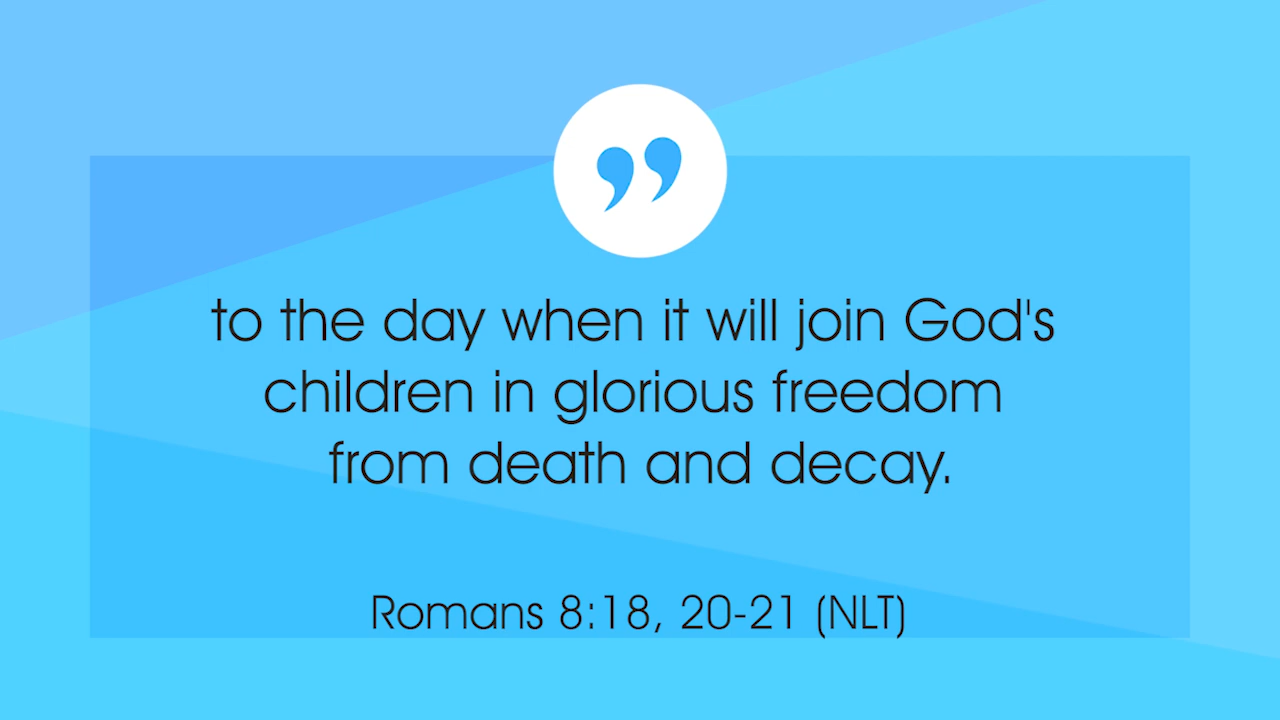 ”
to the day when it will join God's
children in glorious freedom
from death and decay.
Romans 8:18, 20-21 (NLT)